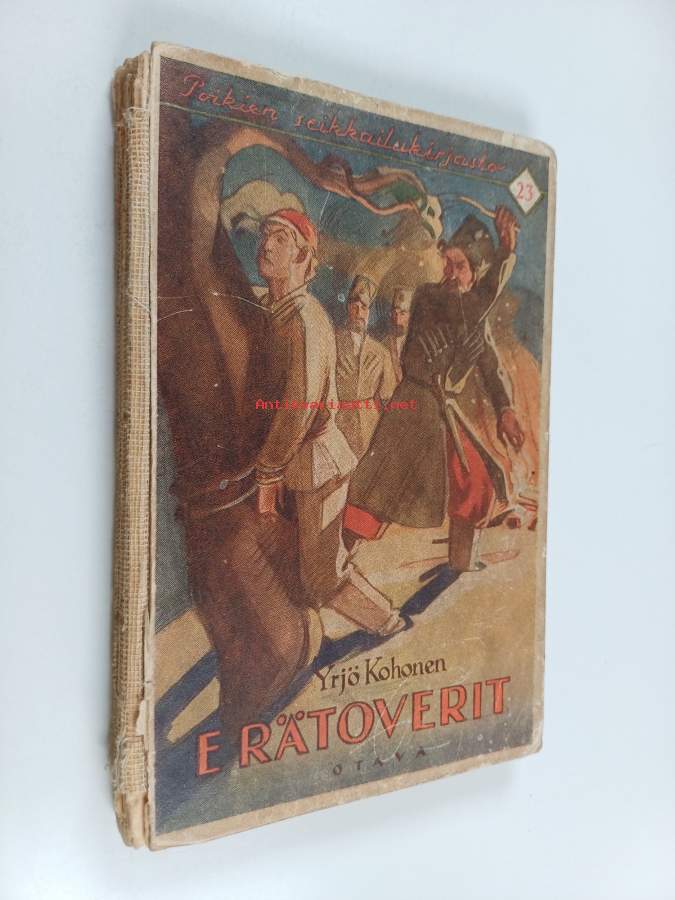 Poikien seikkailukirjasto
23
Antikvariaatti.net
Yrjö Kohonen
ERÄTOVERIT
OTAVA